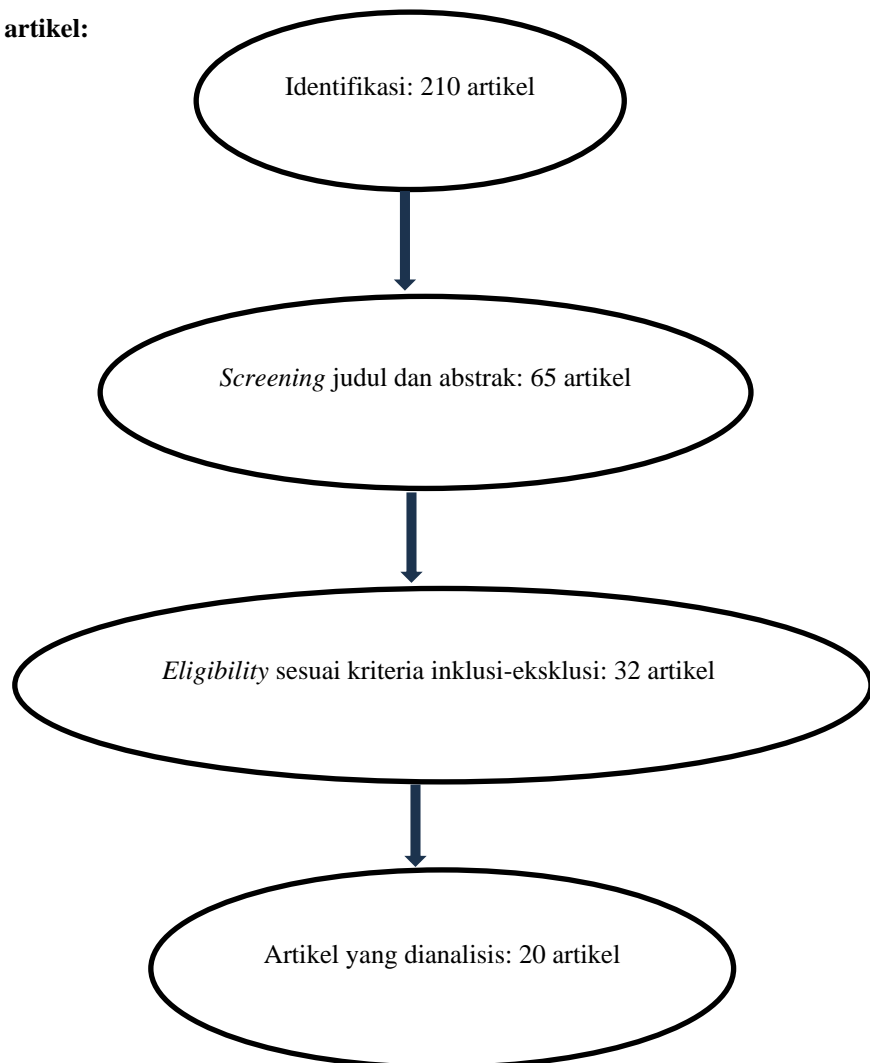 artikel:
Identifikasi: 210 artikel
Screening judul dan abstrak: 65 artikel
Eligibility sesuai kriteria inklusi-eksklusi: 32 artikel
Artikel yang dianalisis: 20 artikel